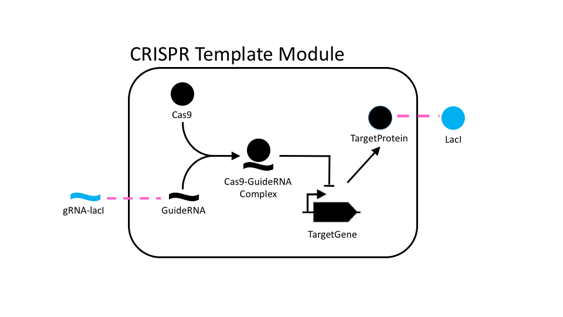 CRISPR Template Module
Cas9
TargetProtein
LacI
Cas9-GuideRNA
Complex
gRNA-lacI
GuideRNA
TargetGene